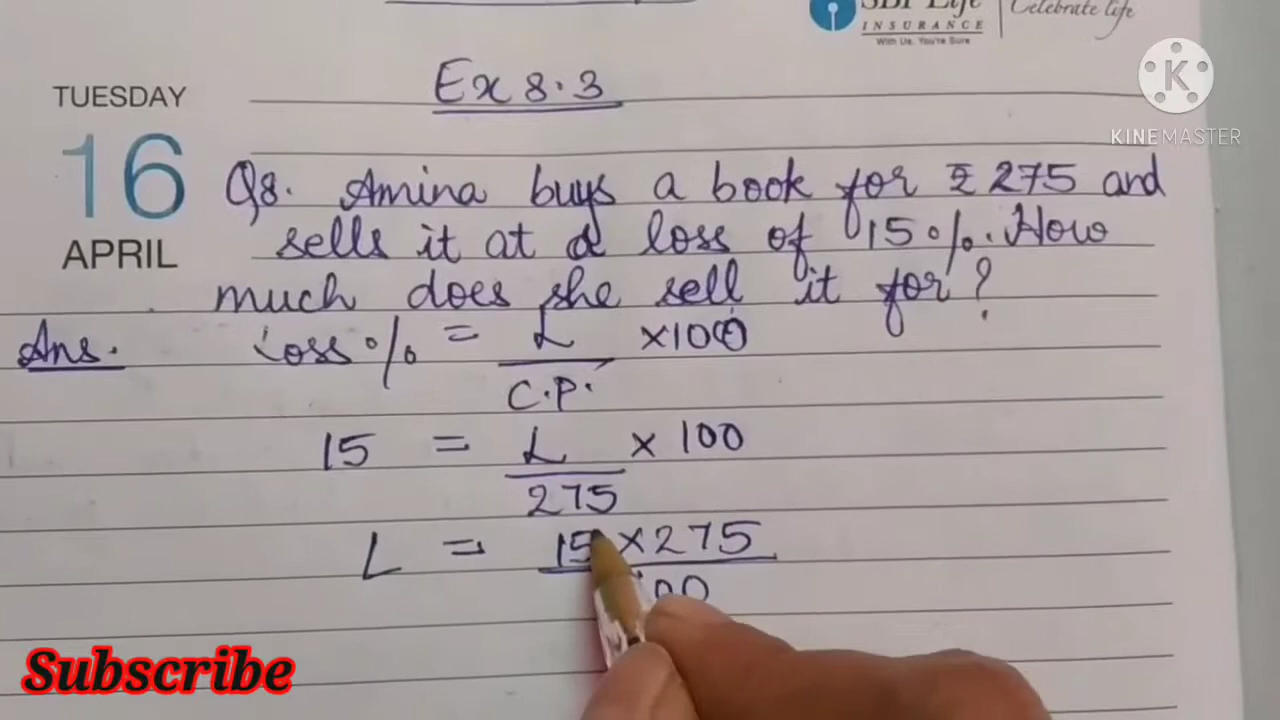 SBI Life
INSURANCE
With Us, You're Sure
Celebrate life
TUESDAY
16
APRIL
KINEMASTER
Ex 8.3
Q8. Amina buys a book for ₹ 275 and
sells it at a loss of 15%. How
much does she sell it for?
Ans. Loss % = L/C.P. ×100
15 = L/275 × 100
L = 15×275/100
Subscribe